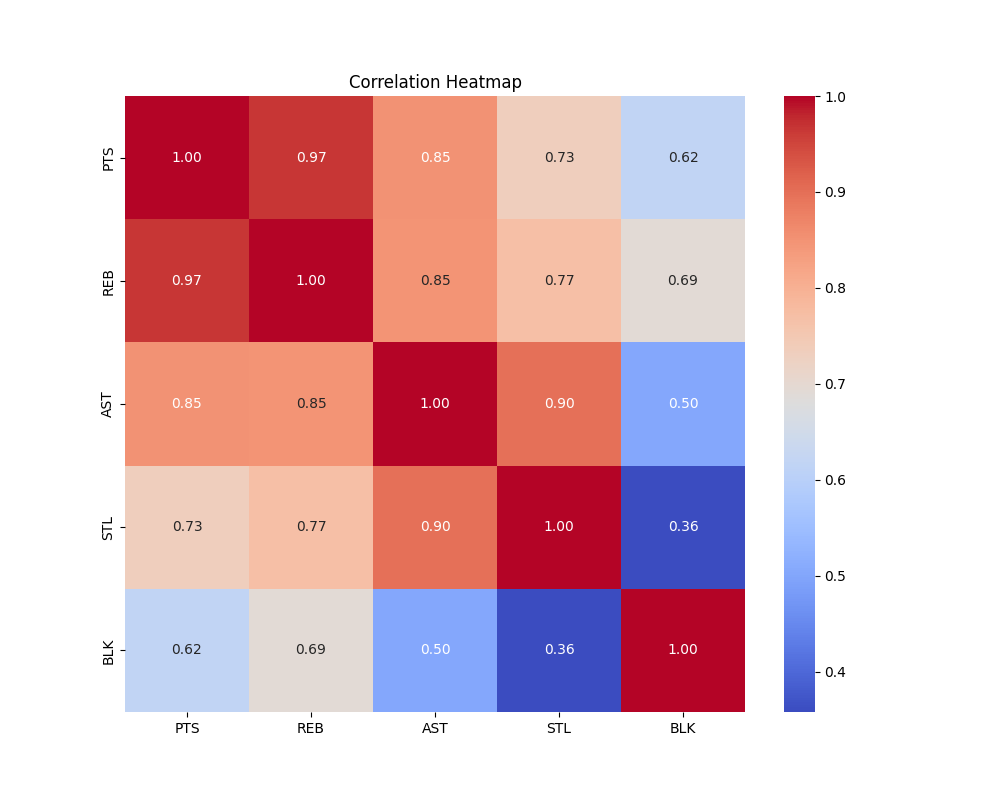 Correlation Heatmap
PTS 1.00 0.97 0.85 0.73 0.62
REB 0.97 1.00 0.85 0.77 0.69
AST 0.85 0.85 1.00 0.90 0.50
STL 0.73 0.77 0.90 1.00 0.36
BLK 0.62 0.69 0.50 0.36 1.00
PTS REB AST STL BLK
1.0
0.9
0.8
0.7
0.6
0.5
0.4